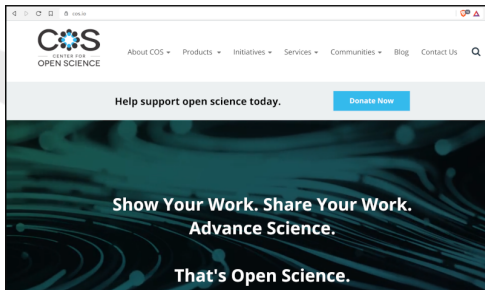 cos.io
COS
CENTER FOR
OPEN SCIENCE
About COS Products Initiatives Services Communities Blog Contact Us
Help support open science today. Donate Now
Show Your Work. Share Your Work.
Advance Science.
That's Open Science.